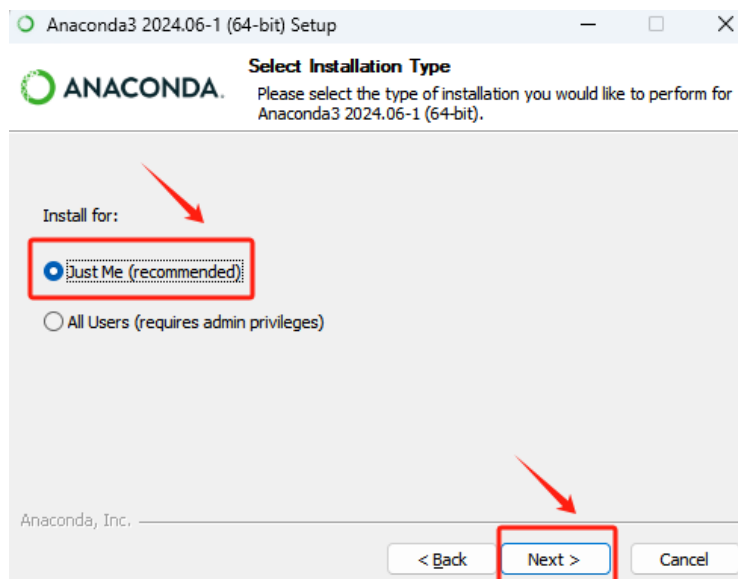 Anaconda3 2024.06-1 (64-bit) Setup
ANACONDA.
Select Installation Type
Please select the type of installation you would like to perform for
Anaconda3 2024.06-1 (64-bit).
Install for:
Just Me (recommended)
All Users (requires admin privileges)
Anaconda, Inc.
< Back
Next >
Cancel